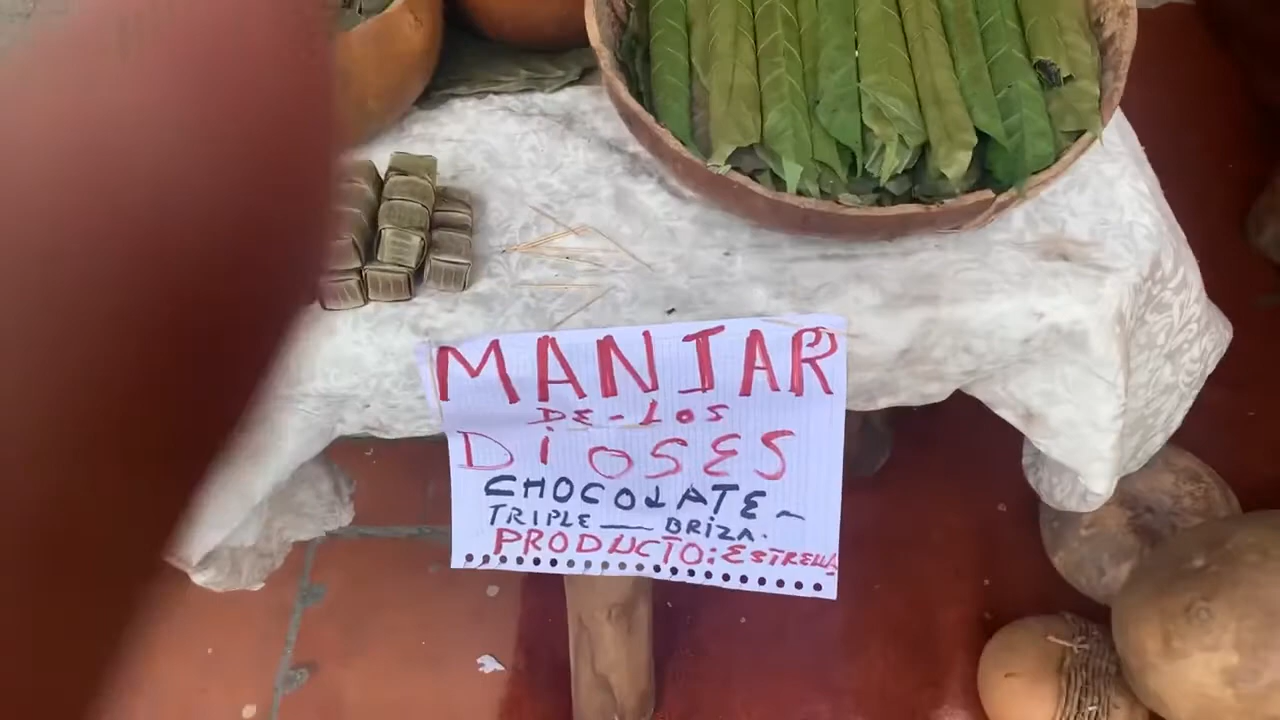 MANJAR
DE-LOS
DiOSES
CHOCOLATE-
TRIPLE — BRiZA.
PRODUCTO: ESTRELLA